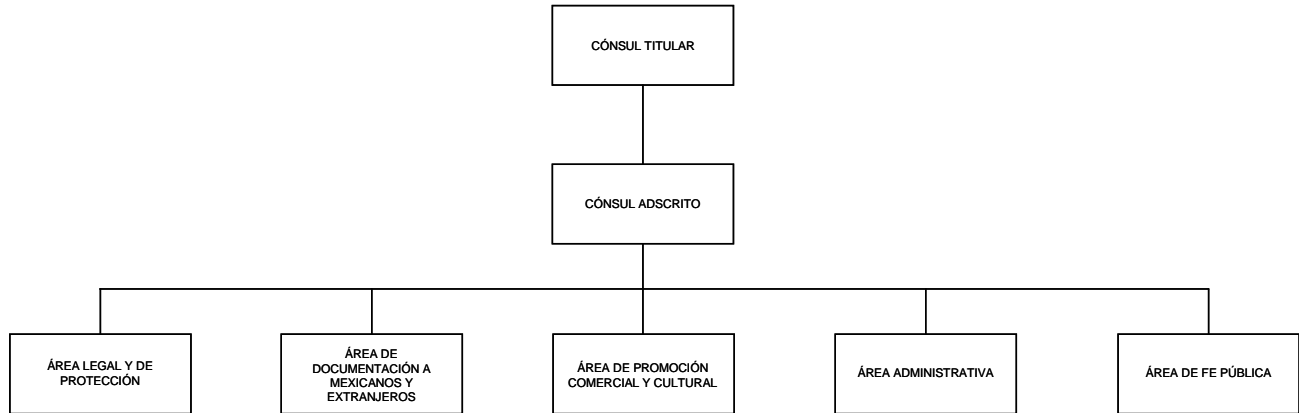 CÓNSUL TITULAR
CÓNSUL ADSCRITO
ÁREA LEGAL Y DE
PROTECCIÓN
ÁREA DE
DOCUMENTACIÓN A
MEXICANOS Y
EXTRANJEROS
ÁREA DE PROMOCIÓN
COMERCIAL Y CULTURAL
ÁREA ADMINISTRATIVA
ÁREA DE FE PÚBLICA